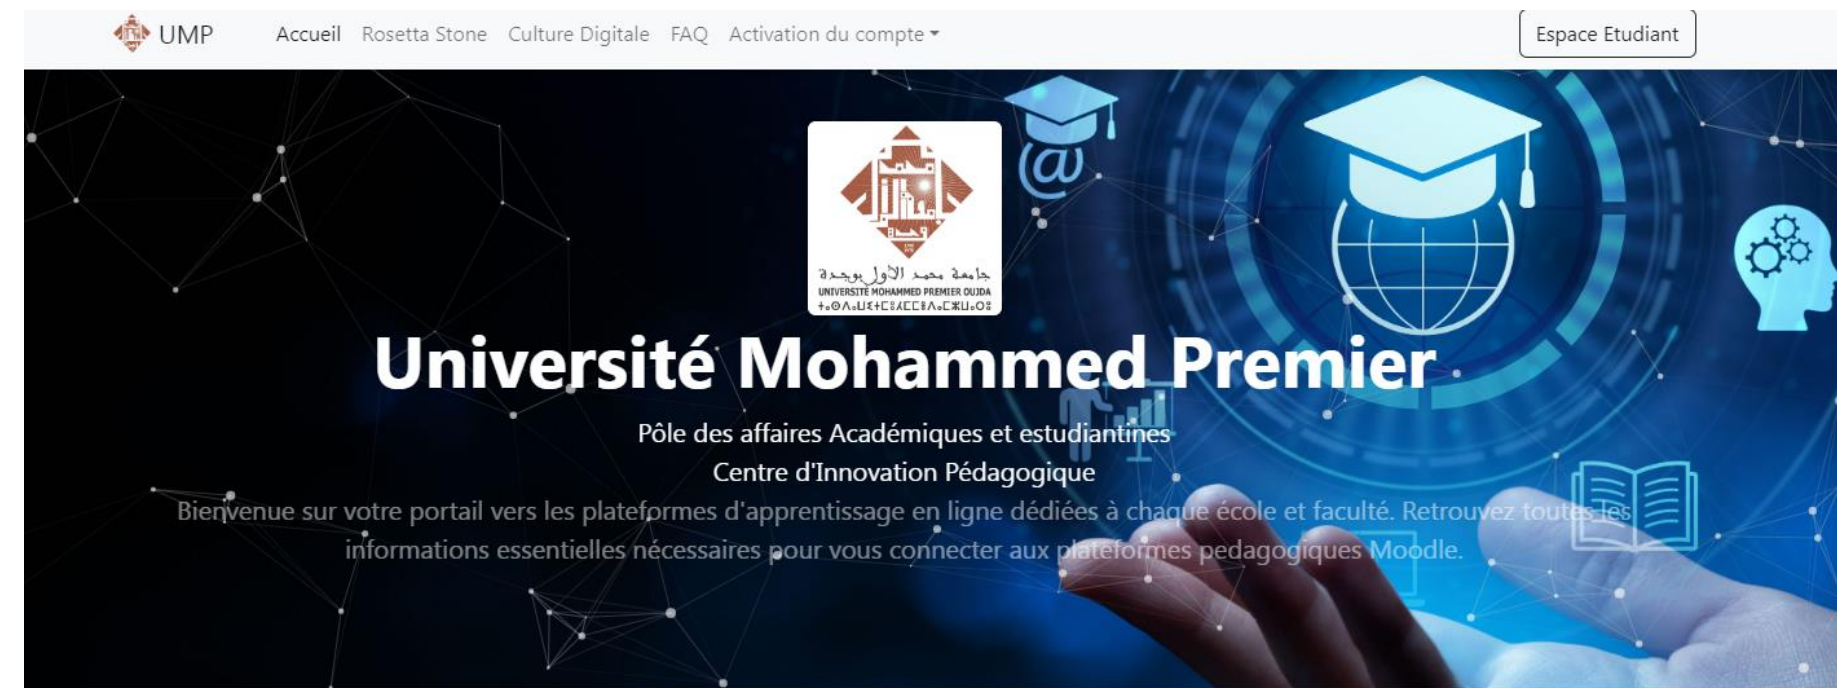 UMP Accueil Rosetta Stone Culture Digitale FAQ Activation du compte Espace Etudiant
جامعة محمد الأول بوجدة
UNIVERSITÉ MOHAMMED PREMIER OUJDA
Université Mohammed Premier
Pôle des affaires Académiques et estudiantines
Centre d'Innovation Pédagogique
Bienvenue sur votre portail vers les plateformes d'apprentissage en ligne dédiées à chaque école et faculté. Retrouvez toutes les
informations essentielles nécessaires pour vous connecter aux plateformes pedagogiques Moodle.